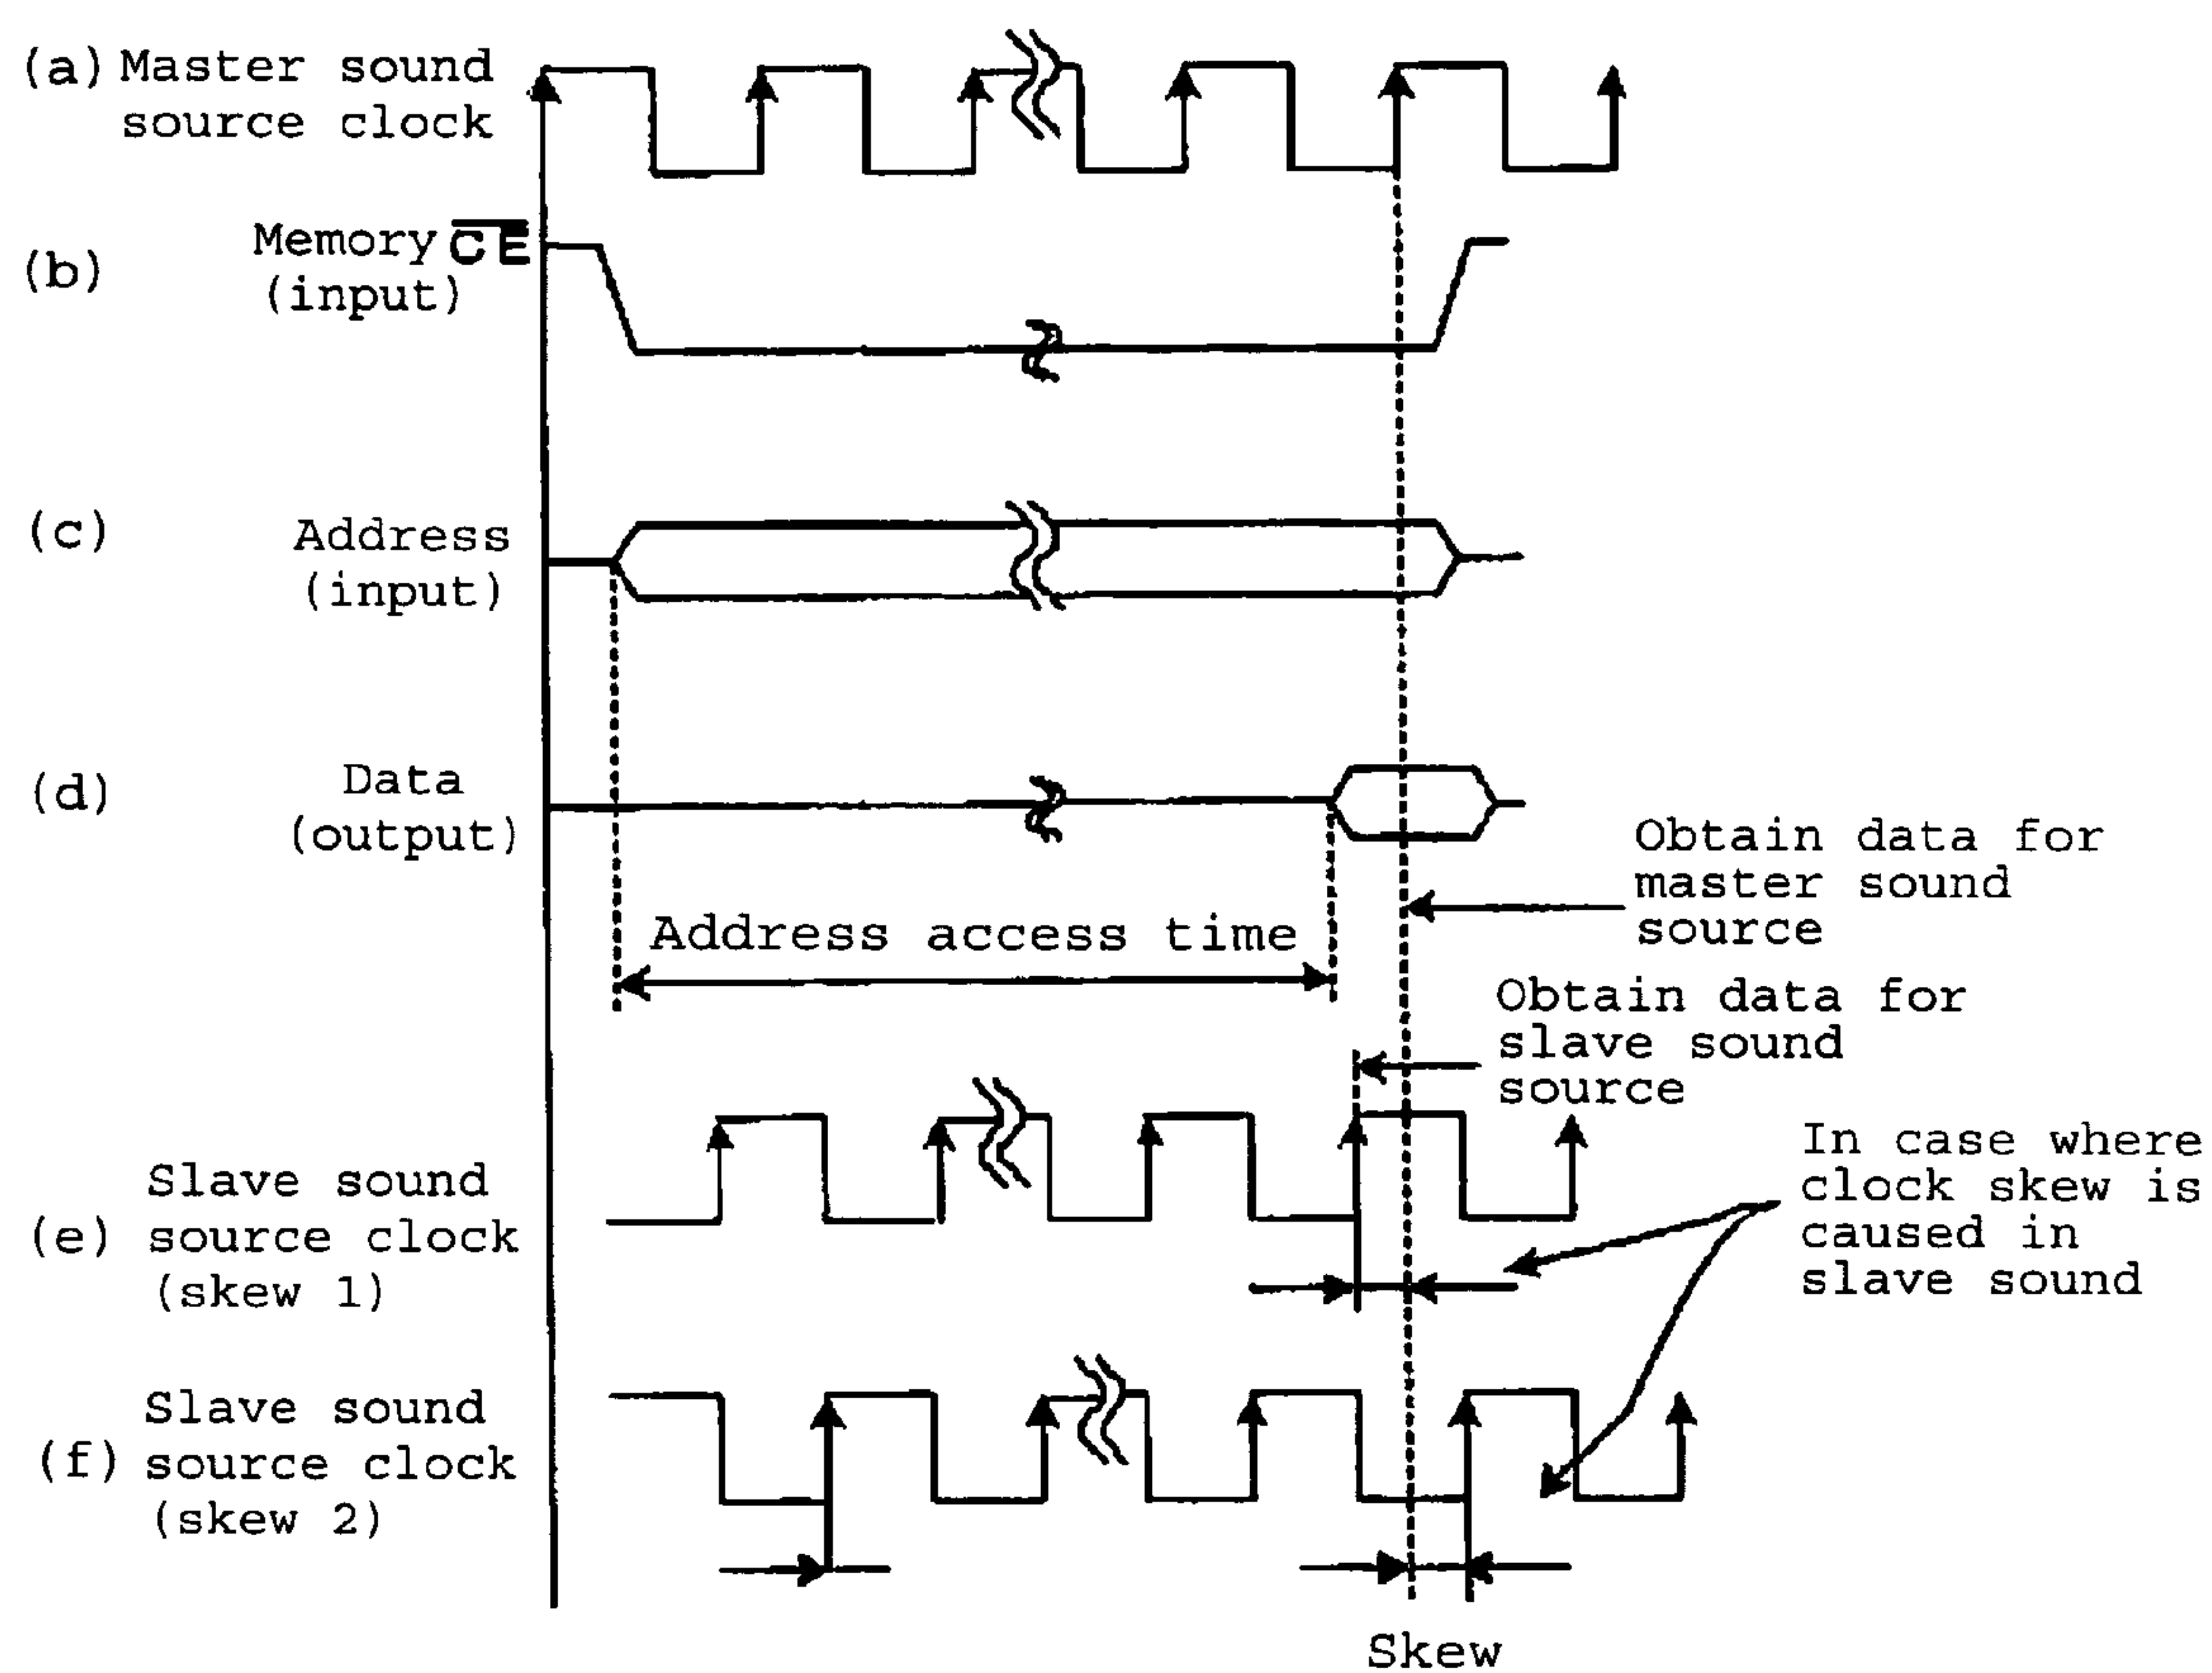 (a) Master sound
source clock
(b) Memory C̅E̅
(input)
(c) Address
(input)
(d) Data
(output)
Obtain data for
master sound
source
Address access time
Obtain data for
slave sound
source
(e) Slave sound
source clock
(skew 1)
In case where
clock skew is
caused in
slave sound
(f) Slave sound
source clock
(skew 2)
Skew